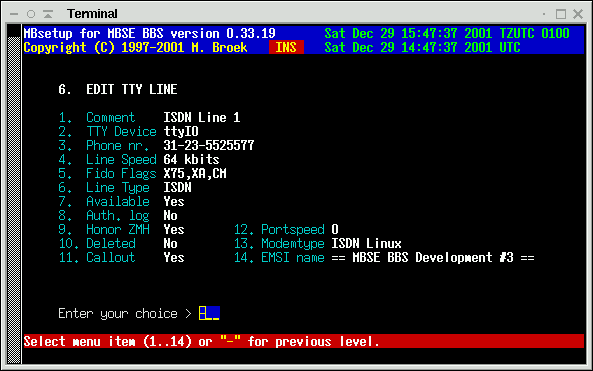 Terminal
MBsetup for MBSE BBS version 0.33.19 Sat Dec 29 15:47:37 2001 TZUTC 0100
Copyright (C) 1997-2001 M. Broek INS Sat Dec 29 14:47:37 2001 UTC
6. EDIT TTY LINE
1. Comment ISDN Line 1
2. TTY Device ttyI0
3. Phone nr. 31-23-5525577
4. Line Speed 64 kbits
5. Fido Flags X75,XA,CM
6. Line Type ISDN
7. Available Yes
8. Auth. log No
9. Honor ZMH Yes 12. Portspeed 0
10. Deleted No 13. Modemtype ISDN Linux
11. Callout Yes 14. EMSI name == MBSE BBS Development #3 ==
Enter your choice > -__
Select menu item (1..14) or "-" for previous level.